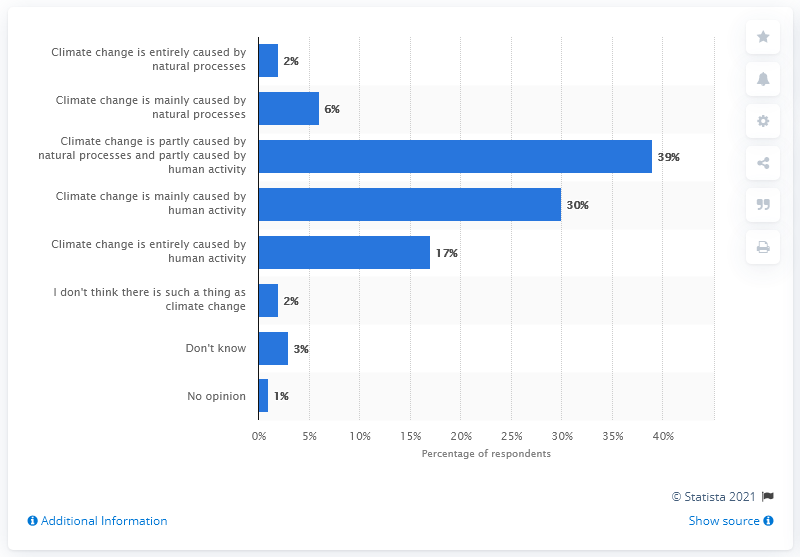 Climate change is entirely caused by
natural processes
2%
Climate change is mainly caused by
natural processes
6%
Climate change is partly caused by
natural processes and partly caused by
human activity
39%
Climate change is mainly caused by
human activity
30%
Climate change is entirely caused by
human activity
17%
I don't think there is such a thing as
climate change
2%
Don't know
3%
No opinion
1%
0% 5% 10% 15% 20% 25% 30% 35% 40%
Percentage of respondents
© Statista 2021
Additional Information
Show source